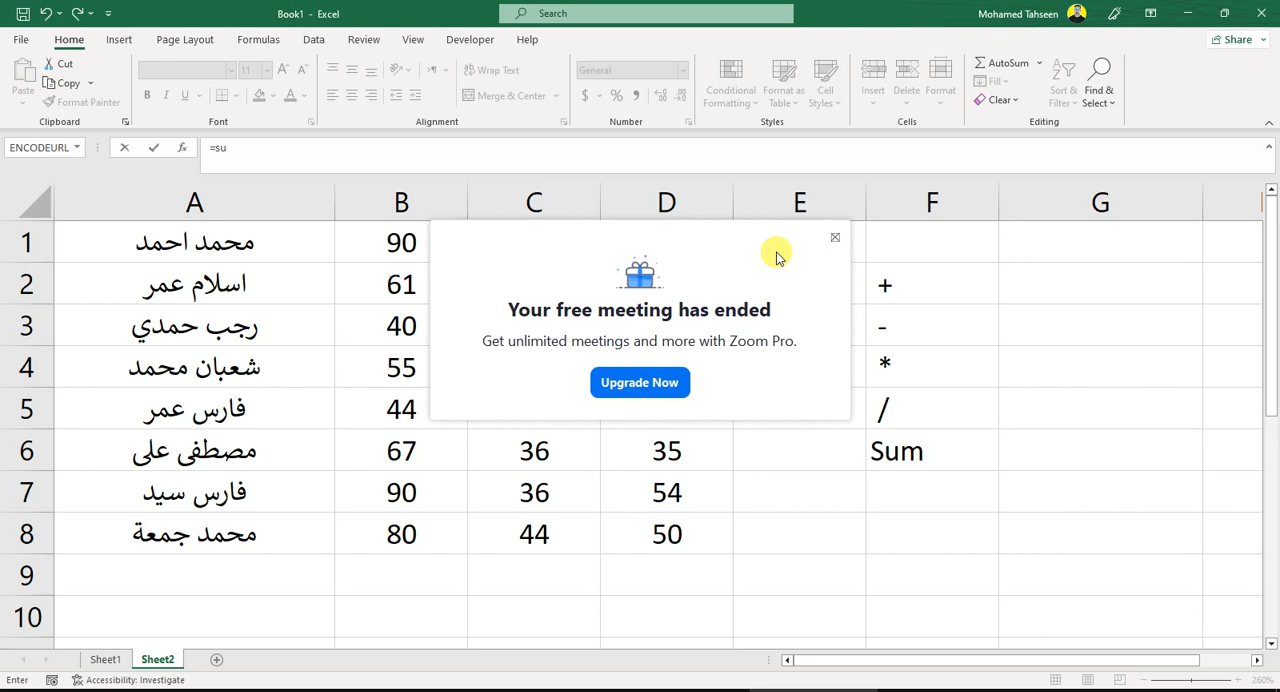 Book1 - Excel
Search
Mohamed Tahseen
File Home Insert Page Layout Formulas Data Review View Developer Help
Share
Paste
Cut
Copy
Format Painter
Clipboard
11
B I U
Font
Wrap Text
Merge & Center
Alignment
General
$ % 9
Number
Conditional Formatting
Format as Table
Cell Styles
Styles
Insert Delete Format
Cells
AutoSum
Fill
Clear
Sort & Filter
Find & Select
Editing
ENCODEURL
fx
=su
A B C D E F G
1 محمد احمد 90
2 اسلام عمر 61 +
3 رجب حمدي 40 -
4 شعبان محمد 55 *
5 فارس عمر 44 /
6 مصطفى على 67 36 35 Sum
7 فارس سيد 90 36 54
8 محمد جمعة 80 44 50
9
10
Your free meeting has ended
Get unlimited meetings and more with Zoom Pro.
Upgrade Now
Sheet1 Sheet2
Enter
Accessibility: Investigate
260%